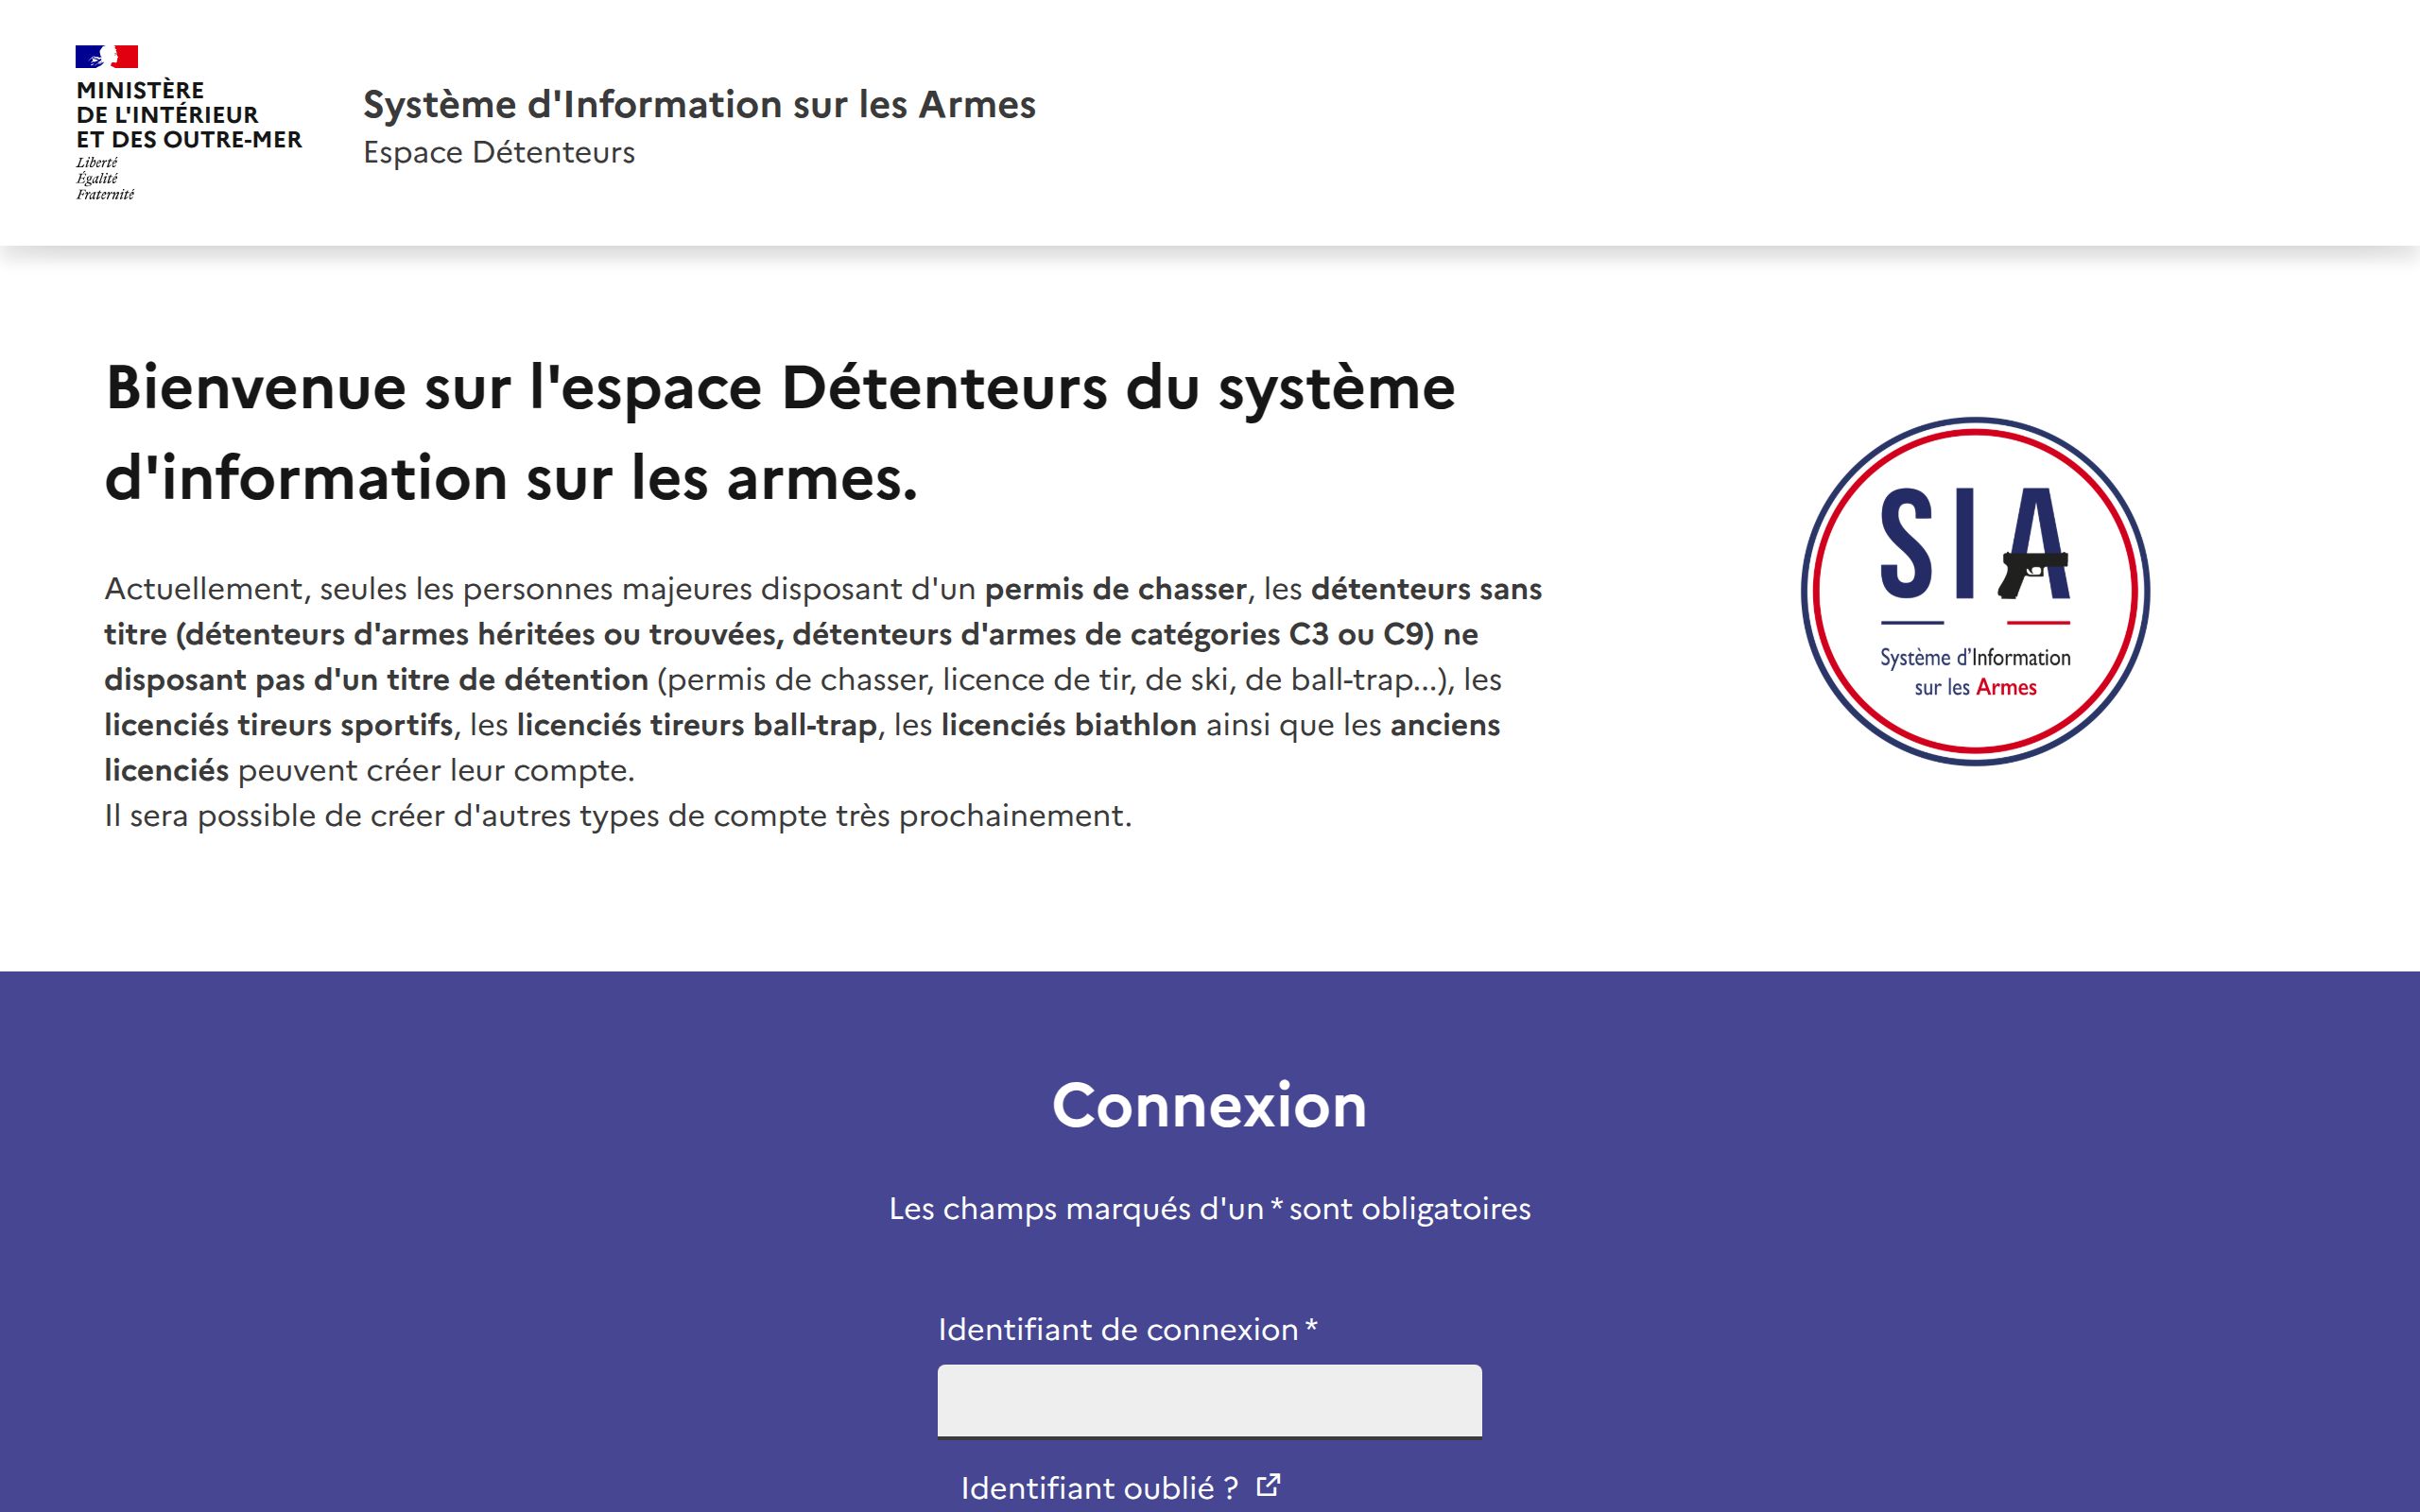 MINISTÈRE
DE L'INTÉRIEUR
ET DES OUTRE-MER
Liberté
Égalité
Fraternité
Système d'Information sur les Armes
Espace Détenteurs
Bienvenue sur l'espace Détenteurs du système
d'information sur les armes.
Actuellement, seules les personnes majeures disposant d'un permis de chasser, les détenteurs sans
titre (détenteurs d'armes héritées ou trouvées, détenteurs d'armes de catégories C3 ou C9) ne
disposant pas d'un titre de détention (permis de chasser, licence de tir, de ski, de ball-trap...), les
licenciés tireurs sportifs, les licenciés tireurs ball-trap, les licenciés biathlon ainsi que les anciens
licenciés peuvent créer leur compte.
Il sera possible de créer d'autres types de compte très prochainement.
SIA
Système d'Information
sur les Armes
Connexion
Les champs marqués d'un * sont obligatoires
Identifiant de connexion *
Identifiant oublié ?